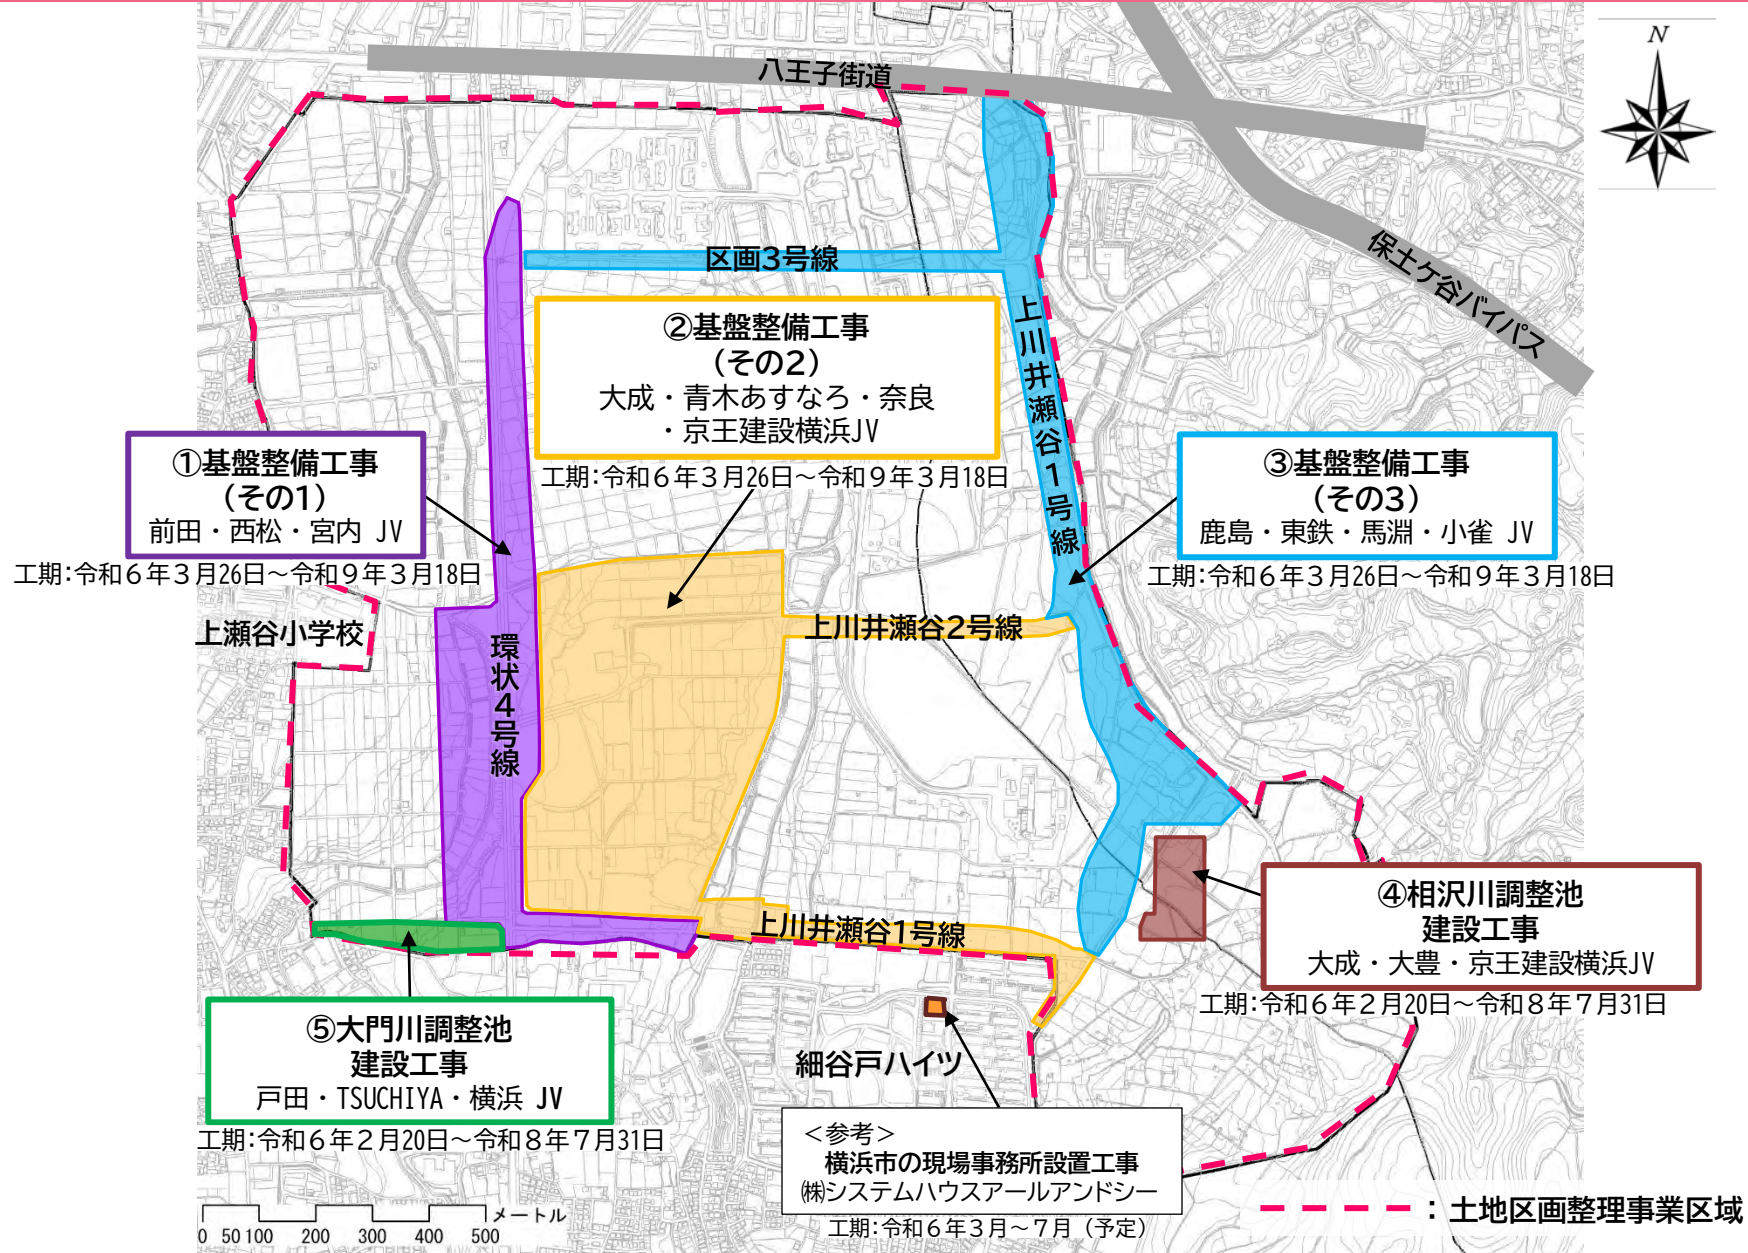 N
八王子街道
保土ケ谷バイパス
区画3号線
上川井瀬谷1号線
②基盤整備工事
(その2)
大成・青木あすなろ・奈良
・京王建設横浜JV
工期:令和6年3月26日～令和9年3月18日
①基盤整備工事
(その1)
前田・西松・宮内 JV
工期:令和6年3月26日～令和9年3月18日
③基盤整備工事
(その3)
鹿島・東鉄・馬淵・小雀 JV
工期:令和6年3月26日～令和9年3月18日
上瀬谷小学校
環状4号線
上川井瀬谷2号線
上川井瀬谷1号線
④相沢川調整池
建設工事
大成・大豊・京王建設横浜JV
工期:令和6年2月20日～令和8年7月31日
⑤大門川調整池
建設工事
戸田・TSUCHIYA・横浜 JV
工期:令和6年2月20日～令和8年7月31日
細谷戸ハイツ
＜参考＞
横浜市の現場事務所設置工事
㈱システムハウスアールアンドシー
工期:令和6年3月～7月（予定）
メートル
0 50 100 200 300 400 500
：土地区画整理事業区域